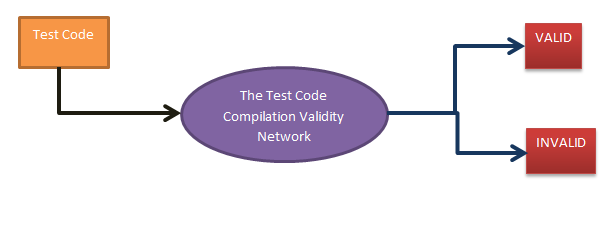 Test Code
VALID
The Test Code
Compilation Validity
Network
INVALID